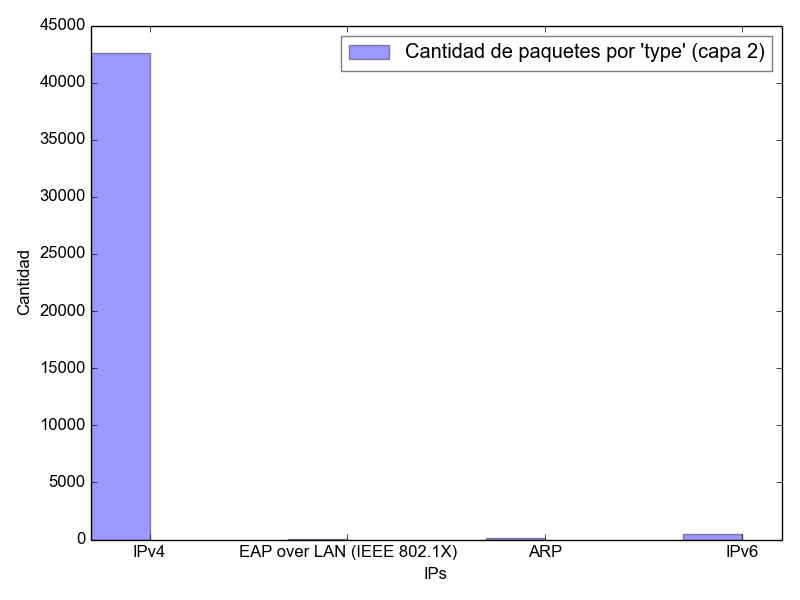 45000
40000
35000
30000
25000
20000
15000
10000
5000
0
Cantidad
Cantidad de paquetes por 'type' (capa 2)
IPv4
EAP over LAN (IEEE 802.1X)
ARP
IPv6
IPs